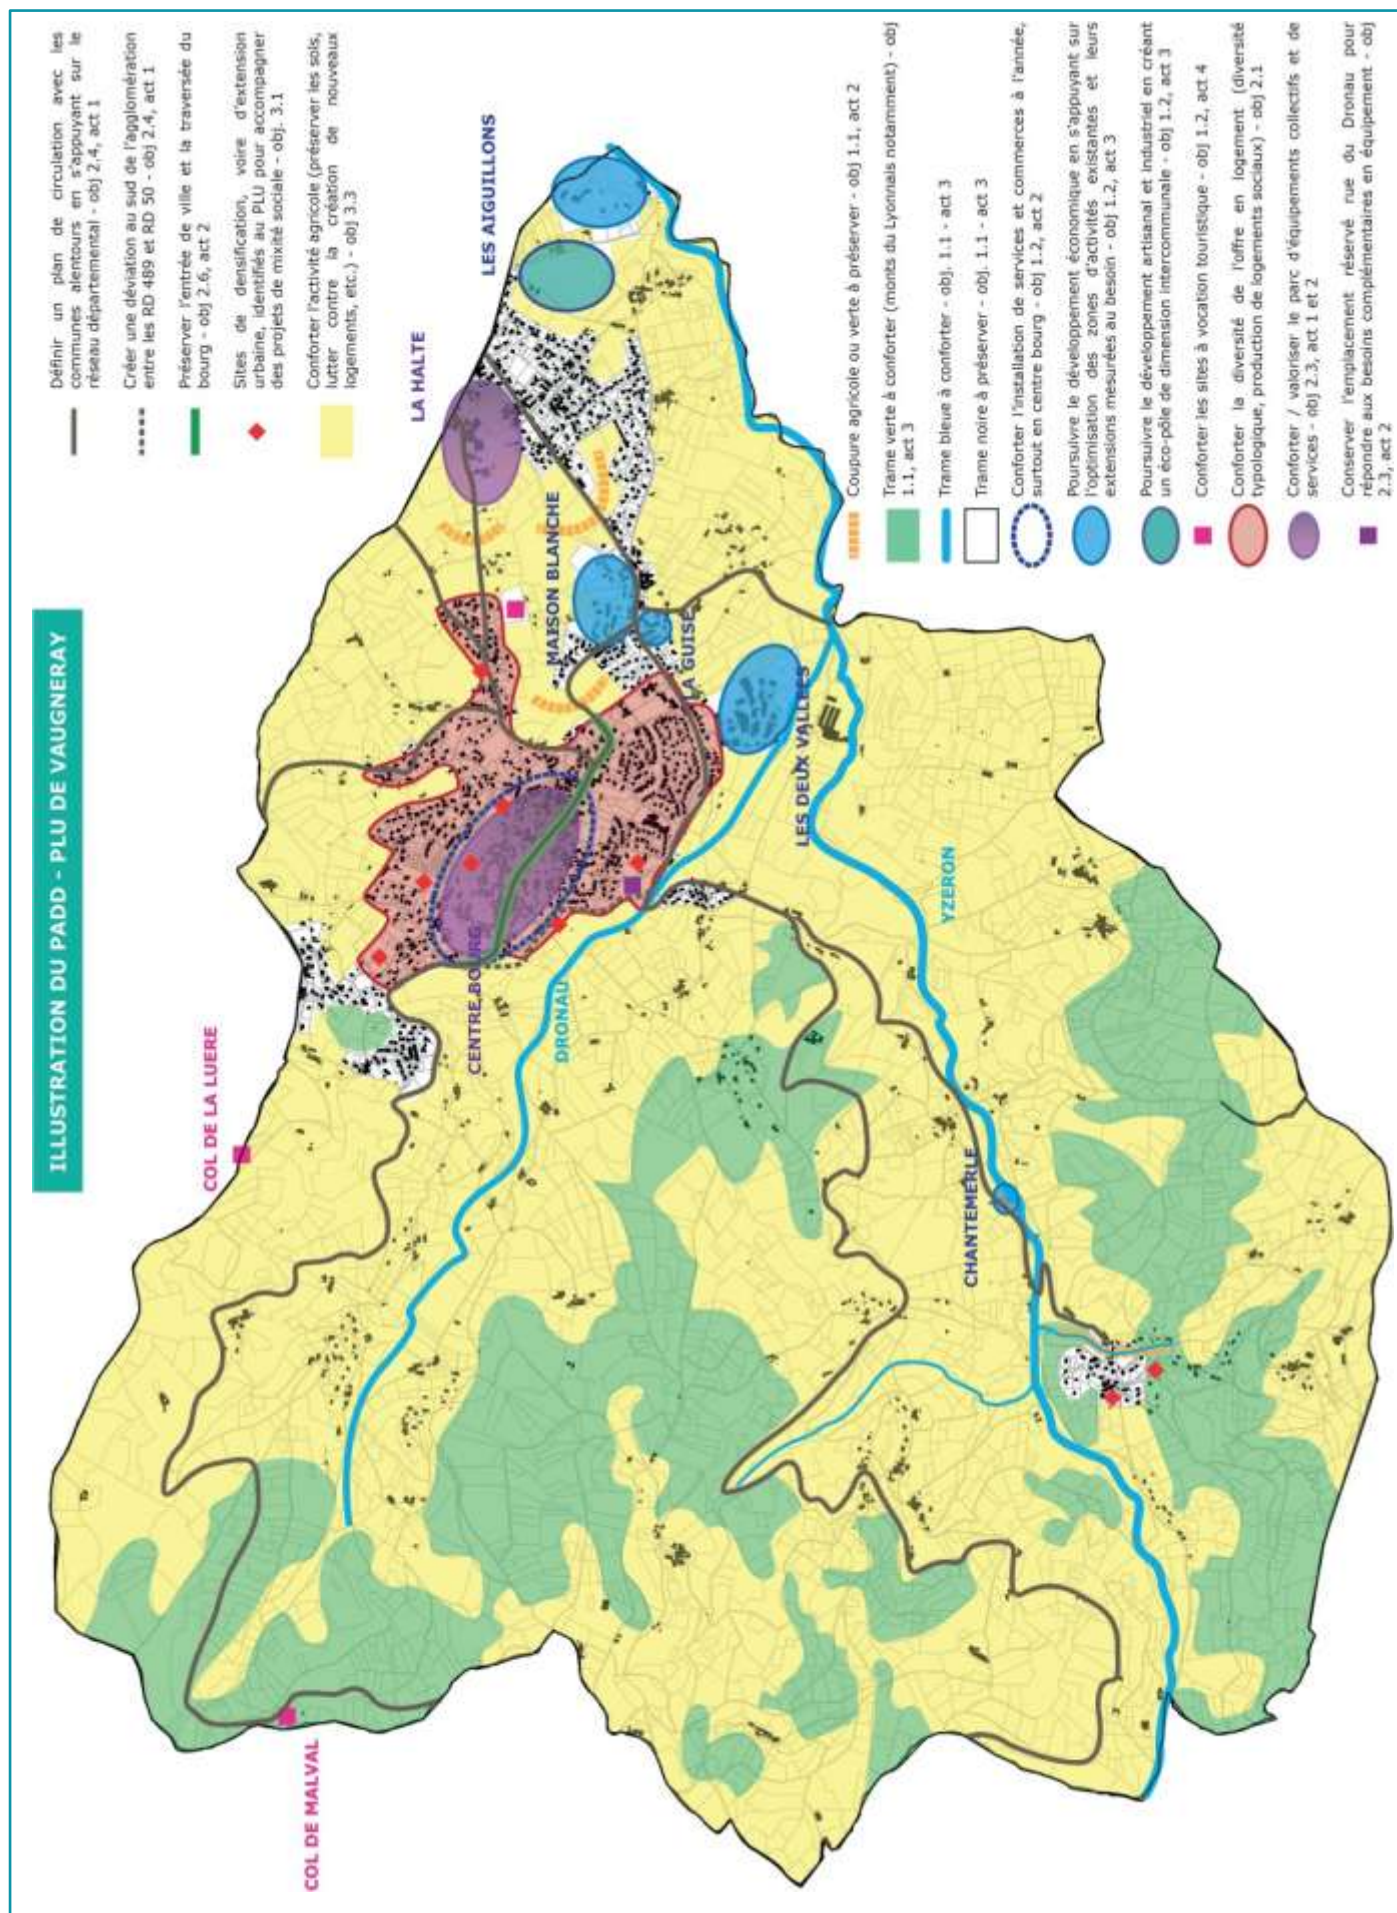 ILLUSTRATION DU PADD - PLU DE VAUGNERAY
COL DE MALVAL
COL DE LA LUERE
CENTRE BOURG
DRONAU
LA HALTE
LES AIGUILLONS
MAISON BLANCHE
LA GUISE
LES DEUX VALLEES
YZERON
CHANTEMERLE
Définir un plan de circulation avec les
communes alentours en s'appuyant sur le
réseau départemental - obj 2.4, act 1
Créer une déviation au sud de l'agglomération
entre les RD 489 et RD 50 - obj 2.4, act 1
Préserver l'entrée de ville et la traversée du
bourg - obj 2.6, act 2
Sites de densification, voire d'extension
urbaine, identifiés au PLU pour accompagner
des projets de mixité sociale - obj. 3.1
Conforter l'activité agricole (préserver les sols,
lutter contre la création de nouveaux
logements, etc.) - obj 3.3
Coupure agricole ou verte à préserver - obj 1.1, act 2
Trame verte à conforter (monts du Lyonnais notamment) - obj
1.1, act 3
Trame bleue à conforter - obj. 1.1 - act 3
Trame noire à préserver - obj. 1.1 - act 3
Conforter l'installation de services et commerces à l'année,
surtout en centre bourg - obj 1.2, act 2
Poursuivre le développement économique en s'appuyant sur
l'optimisation des zones d'activités existantes et leurs
extensions mesurées au besoin - obj 1.2, act 3
Poursuivre le développement artisanal et industriel en créant
un éco-pôle de dimension intercommunale - obj 1.2, act 3
Conforter les sites à vocation touristique - obj 1.2, act 4
Conforter la diversité de l'offre en logement (diversité
typologique, production de logements sociaux) - obj 2.1
Conforter / valoriser le parc d'équipements collectifs et de
services - obj 2.3, act 1 et 2
Conserver l'emplacement réservé rue du Dronau pour
répondre aux besoins complémentaires en équipement - obj
2.3, act 2